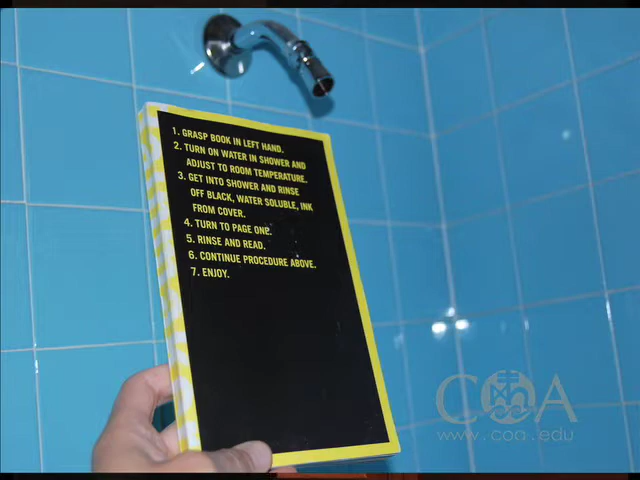 1. GRASP BOOK IN LEFT HAND.
2. TURN ON WATER IN SHOWER AND
ADJUST TO ROOM TEMPERATURE.
3. GET INTO SHOWER AND RINSE
OFF BLACK, WATER SOLUBLE, INK
FROM COVER.
4. TURN TO PAGE ONE.
5. RINSE AND READ.
6. CONTINUE PROCEDURE ABOVE.
7. ENJOY.
COA
www.coa.edu